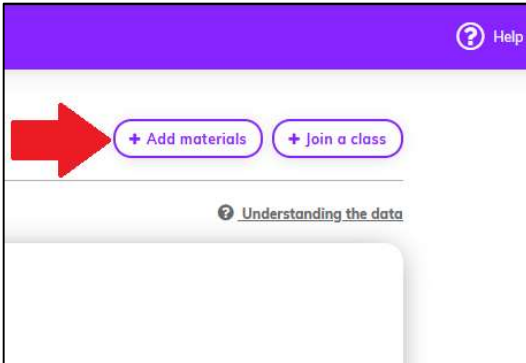 Help
+ Add materials + Join a class
Understanding the data